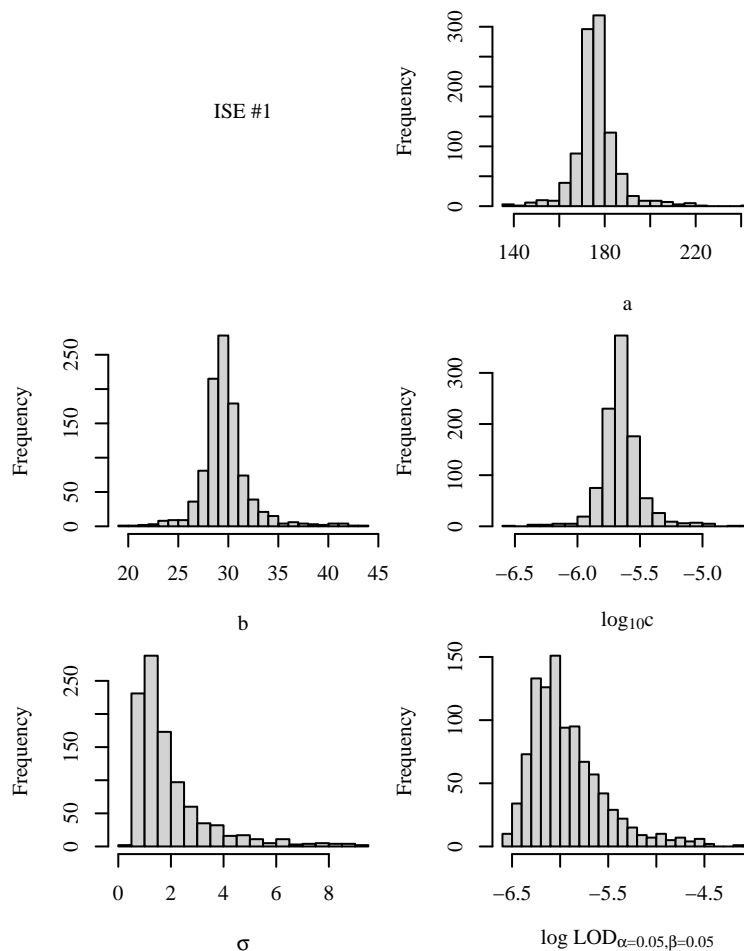 ISE #1
Frequency
0 100 200 300
140 180 220
a
Frequency
0 50 150 250
20 25 30 35 40 45
b
Frequency
0 100 200 300
−6.5 −6.0 −5.5 −5.0
log10c
Frequency
0 50 150 250
0 2 4 6 8
σ
Frequency
0 50 100 150
−6.5 −5.5 −4.5
log LODα=0.05,β=0.05